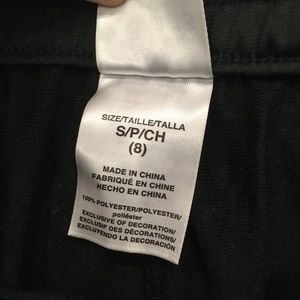 SIZE/TAILLE/TALLA
S/P/CH
(8)
MADE IN CHINA
FABRIQUÉ EN CHINE
HECHO EN CHINA
100% POLYESTER/POLYESTER/
poliéster
EXCLUSIVE OF DECORATION/
EXCLUSIF DES DÉCORATIONS/
EXCLUYENDO LA DECORACIÓN